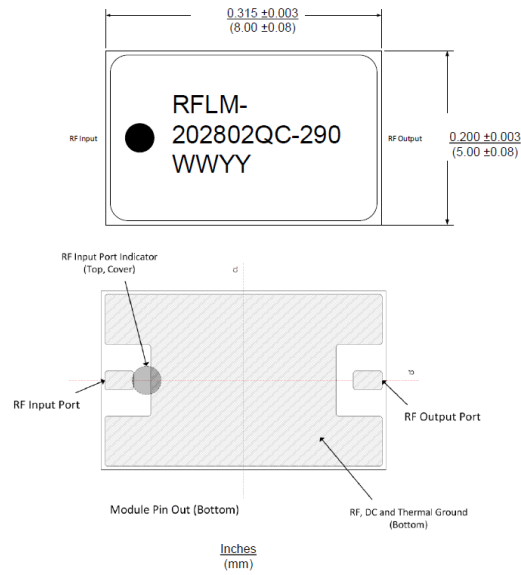 0.315 ±0.003
(8.00 ±0.08)
RFLM-
202802QC-290
WWYY
RF Input
RF Output
0.200 ±0.003
(5.00 ±0.08)
RF Input Port Indicator
(Top, Cover)
RF Input Port
RF Output Port
Module Pin Out (Bottom)
RF, DC and Thermal Ground
(Bottom)
Inches
(mm)